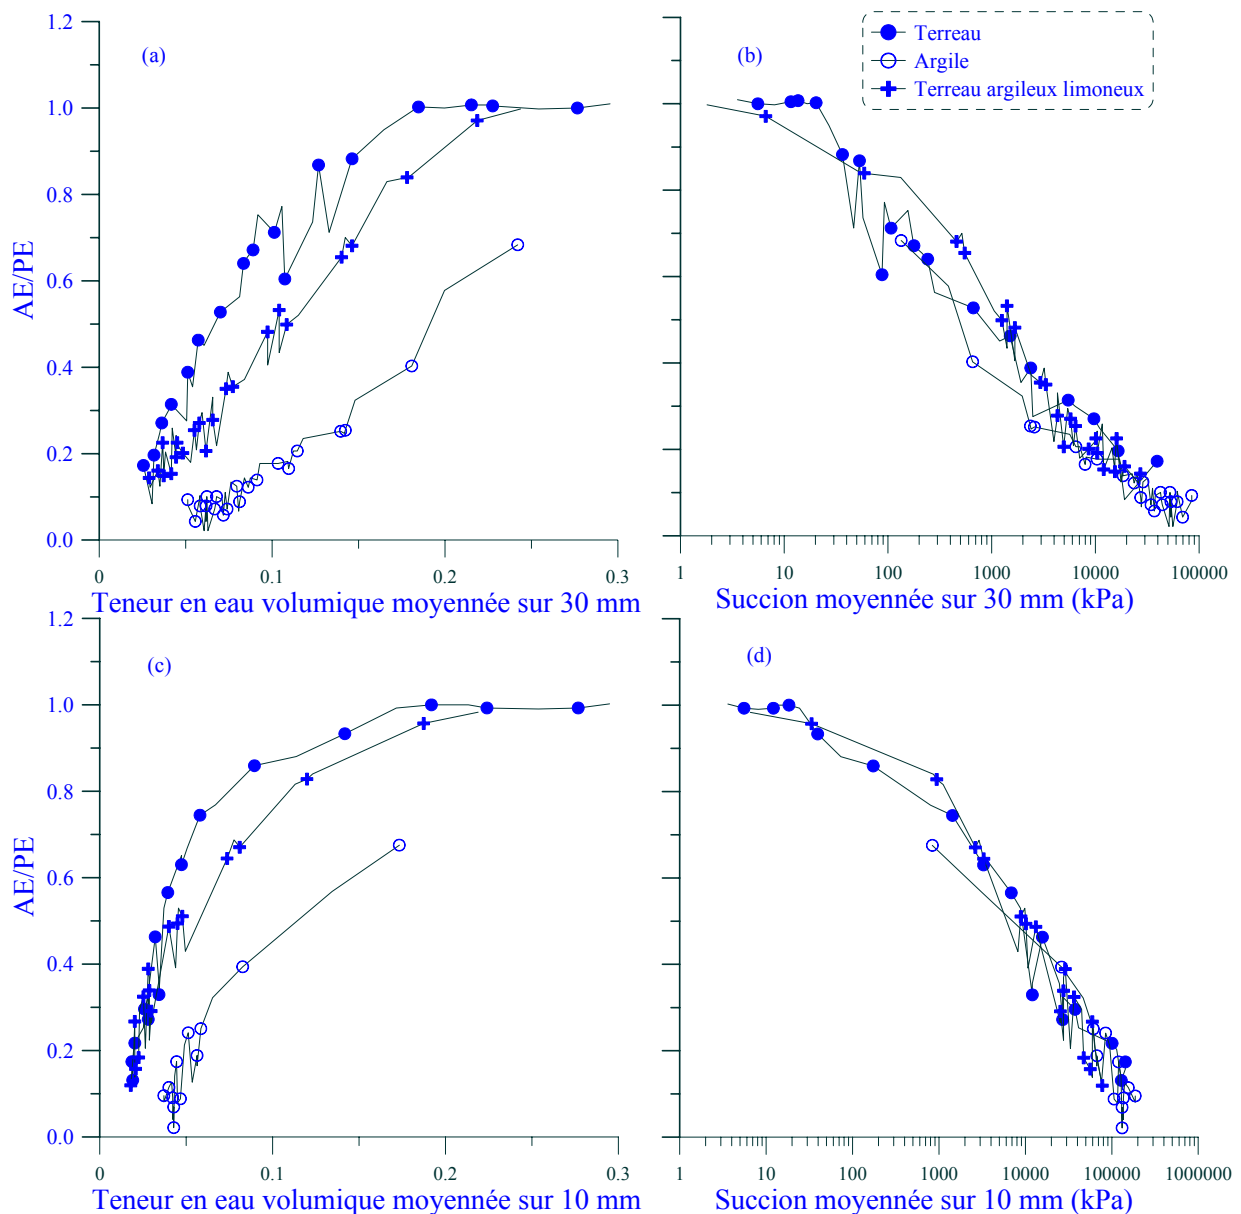 1.2
1.0
0.8
0.6
0.4
0.2
0.0
AE/PE
(a)
0
0.1
0.2
0.3
Teneur en eau volumique moyennée sur 30 mm
(b)
Terreau
Argile
Terreau argileux limoneux
1
10
100
1000
10000
100000
Succion moyennée sur 30 mm (kPa)
1.2
1.0
0.8
0.6
0.4
0.2
0.0
AE/PE
(c)
0
0.1
0.2
0.3
Teneur en eau volumique moyennée sur 10 mm
(d)
1
10
100
1000
10000
100000
1000000
Succion moyennée sur 10 mm (kPa)